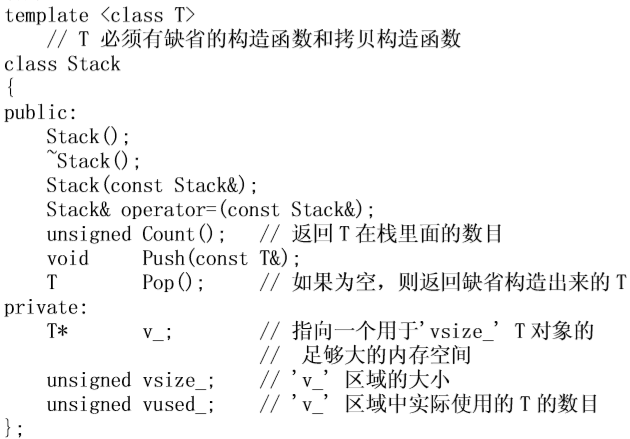 template <class T>
// T 必须有缺省的构造函数和拷贝构造函数
class Stack
{
public:
Stack();
~Stack();
Stack(const Stack&);
Stack& operator=(const Stack&);
unsigned Count(); // 返回 T 在栈里面的数目
void Push(const T&);
T Pop(); // 如果为空，则返回缺省构造出来的 T
private:
T* v_; // 指向一个用于'vsize_' T 对象的
// 足够大的内存空间
unsigned vsize_; // 'v_' 区域的大小
unsigned vused_; // 'v_' 区域中实际使用的 T 的数目
};